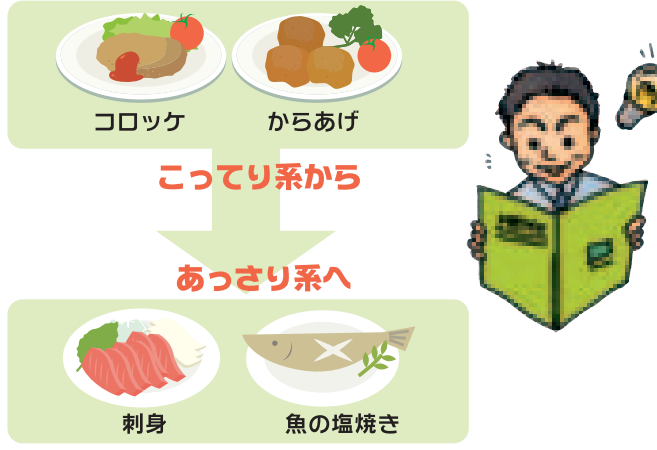 コロッケ
からあげ
こってり系から
あっさり系へ
刺身
魚の塩焼き